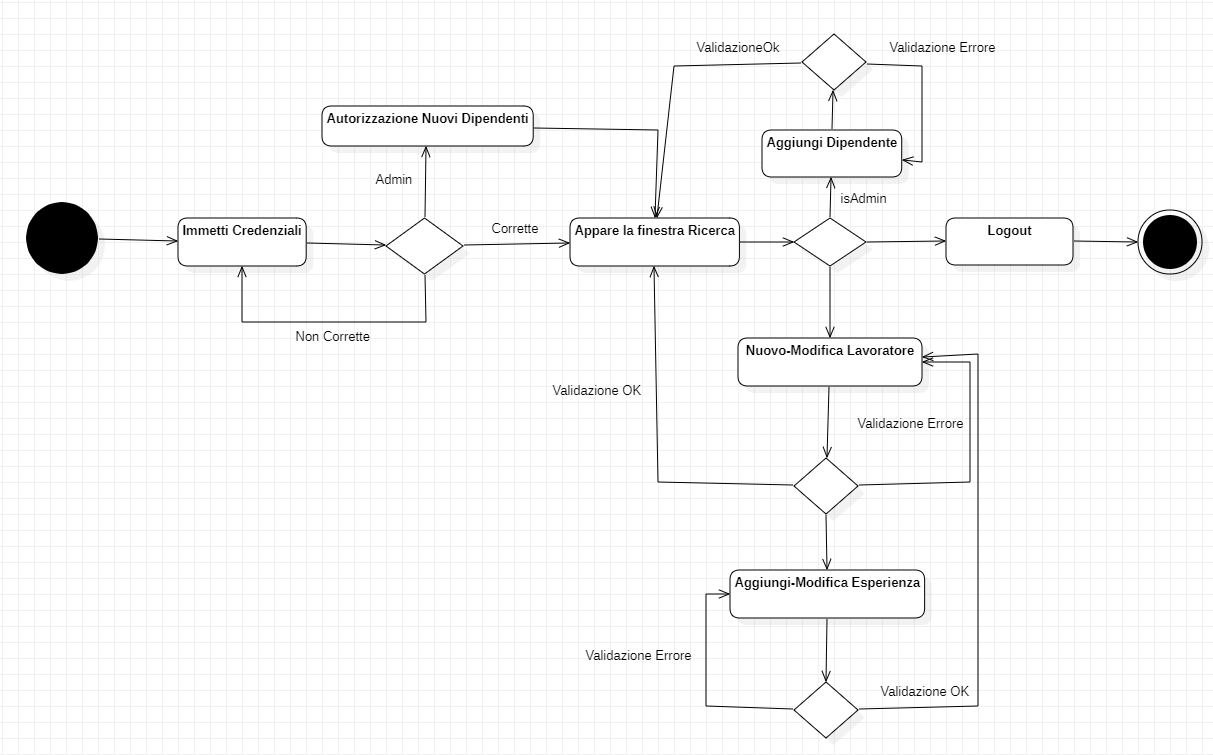 ValidazioneOk
Validazione Errore
Autorizzazione Nuovi Dipendenti
Aggiungi Dipendente
Admin
isAdmin
Immetti Credenziali
Corrette
Appare la finestra Ricerca
Logout
Non Corrette
Nuovo-Modifica Lavoratore
Validazione OK
Validazione Errore
Aggiungi-Modifica Esperienza
Validazione Errore
Validazione OK